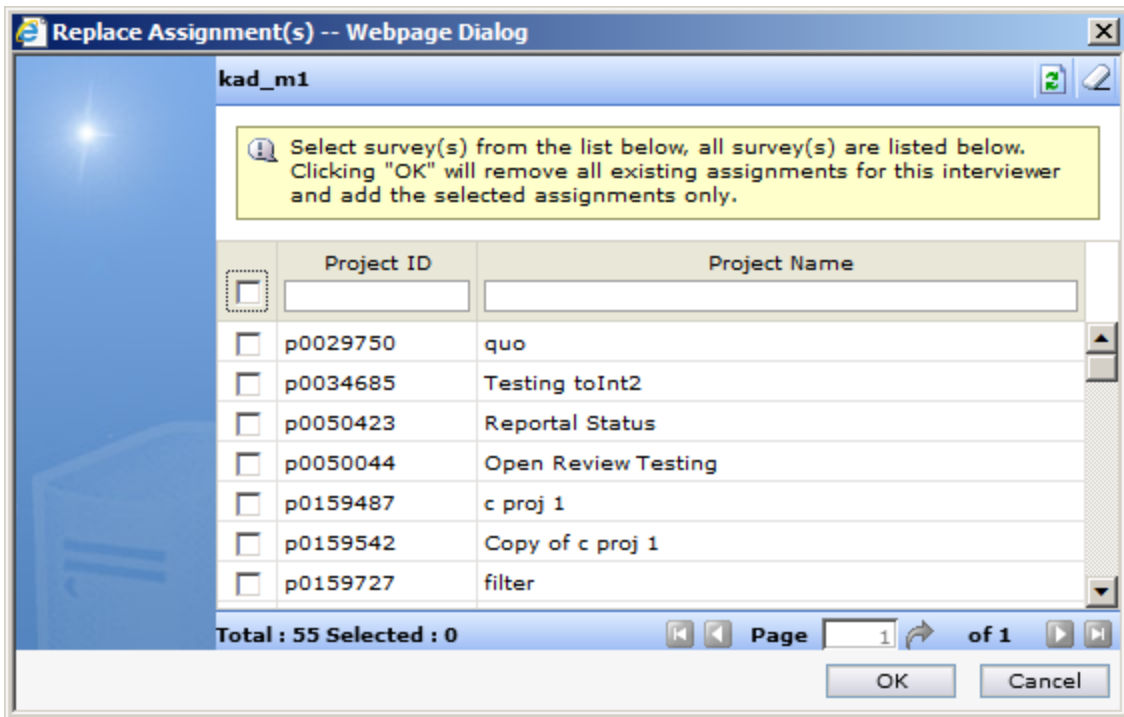 Replace Assignment(s) -- Webpage Dialog
kad_m1
Select survey(s) from the list below, all survey(s) are listed below.
Clicking "OK" will remove all existing assignments for this interviewer
and add the selected assignments only.
Project ID Project Name
p0029750 quo
p0034685 Testing toInt2
p0050423 Reportal Status
p0050044 Open Review Testing
p0159487 c proj 1
p0159542 Copy of c proj 1
p0159727 filter
Total : 55 Selected : 0 Page 1 of 1
OK Cancel